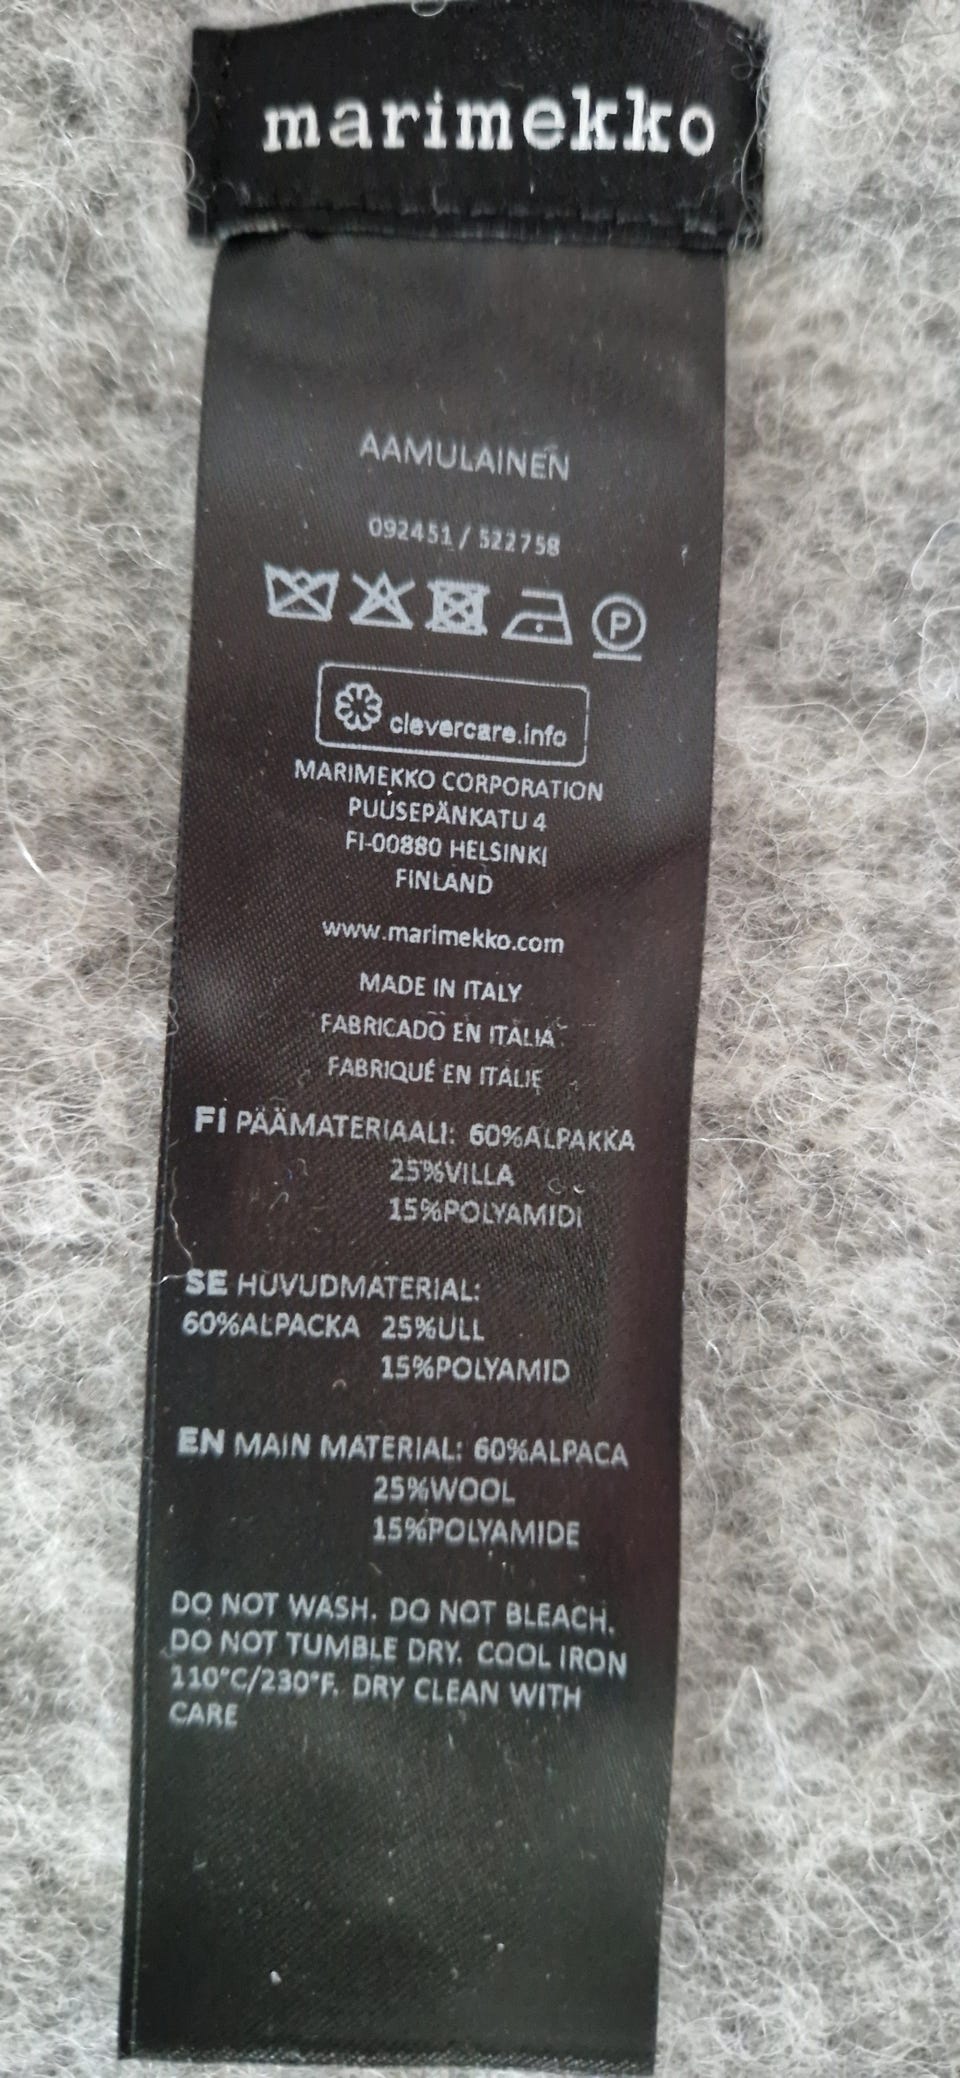 marimekko
AAMULAINEN
092451 / 522758
P
clevercare.info
MARIMEKKO CORPORATION
PUUSEPÄNKATU 4
FI-00880 HELSINKI
FINLAND
www.marimekko.com
MADE IN ITALY
FABRICADO EN ITALIA
FABRIQUÉ EN ITALIE
FI PÄÄMATERIAALI: 60%ALPAKKA
25%VILLA
15%POLYAMIDI
SE HUVUDMATERIAL:
60%ALPACKA 25%ULL
15%POLYAMID
EN MAIN MATERIAL: 60%ALPACA
25%WOOL
15%POLYAMIDE
DO NOT WASH. DO NOT BLEACH.
DO NOT TUMBLE DRY. COOL IRON
110°C/230°F. DRY CLEAN WITH
CARE